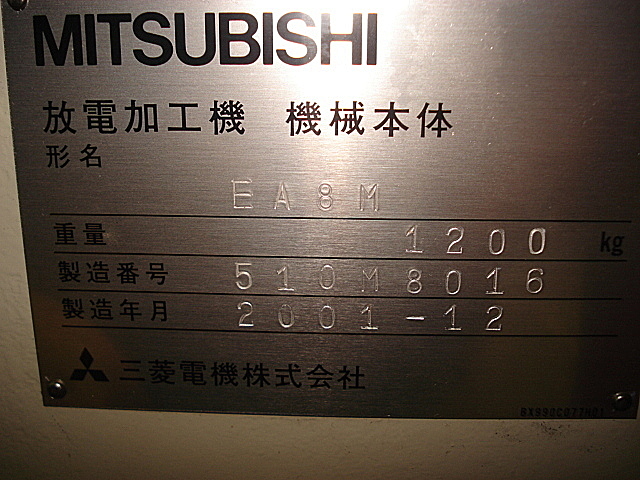 MITSUBISHI
放電加工機 機械本体
形名
EA8M
重量 1200 kg
製造番号 510M8016
製造年月 2001-12
三菱電機株式会社
BX990C077H01